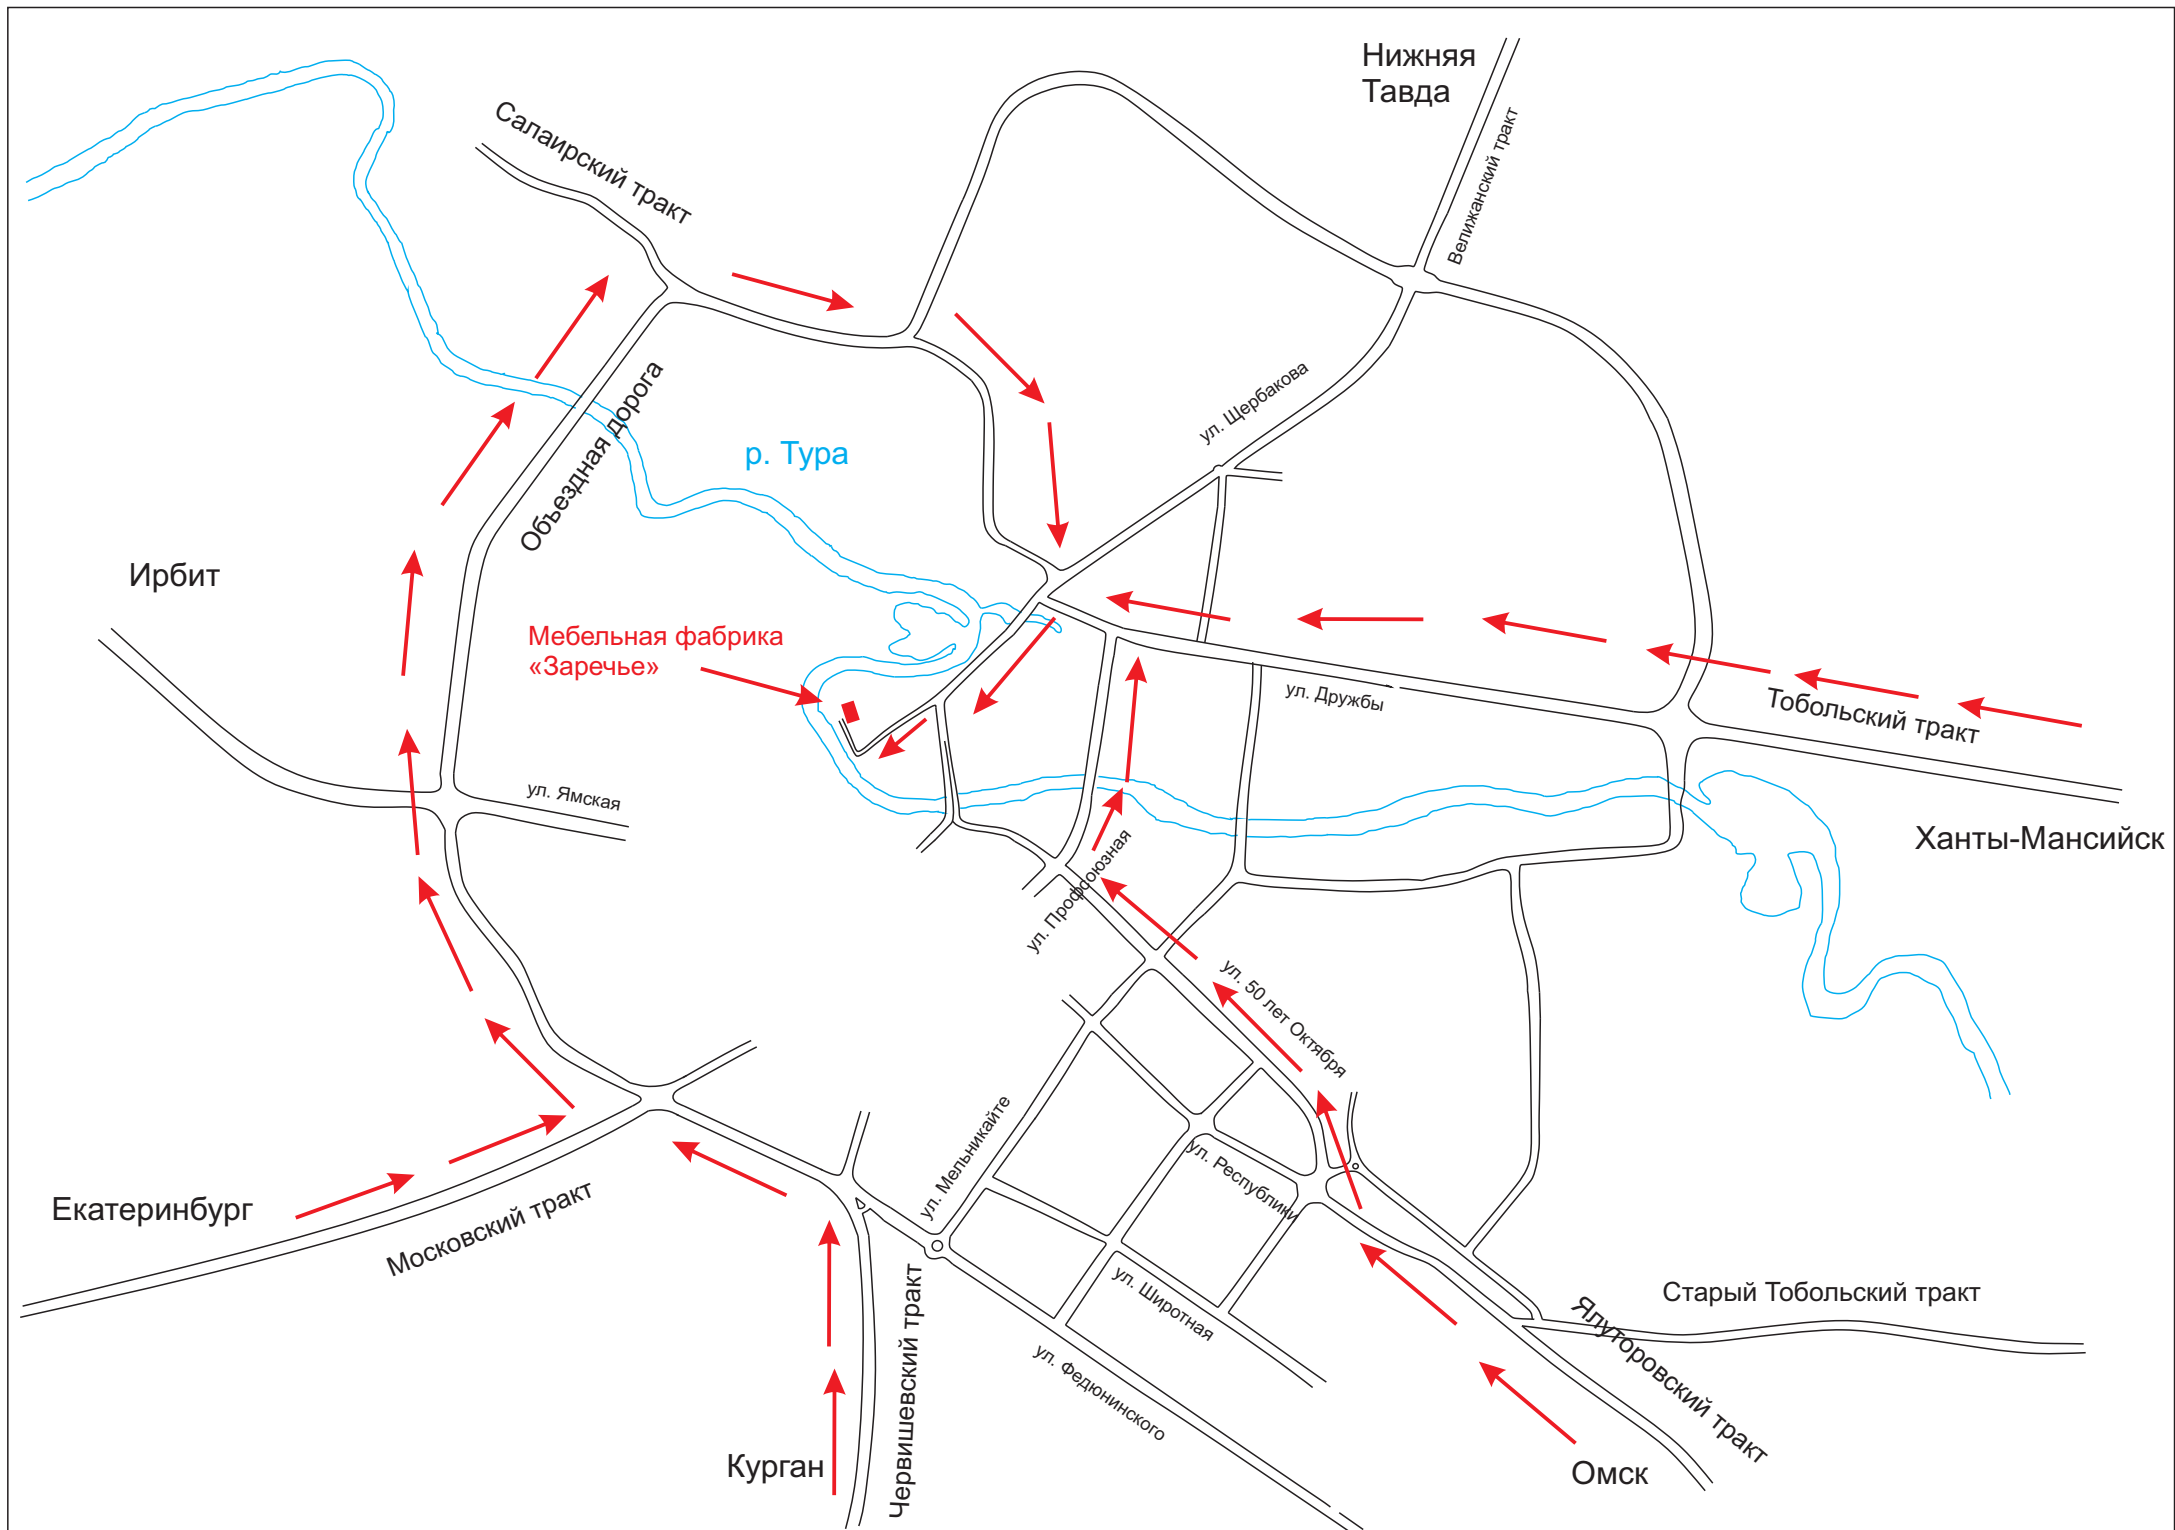 Нижняя
Тавда
Салаирский тракт
Велижанский тракт
ул. Щербакова
Объездная дорога
р. Тура
Ирбит
Мебельная фабрика
«Заречье»
ул. Дружбы
Тобольский тракт
ул. Ямская
Ханты-Мансийск
ул. Профсоюзная
ул. 50 лет Октября
ул. Мельникайте
ул. Республики
Екатеринбург
Московский тракт
ул. Широтная
Старый Тобольский тракт
Ялуторовский тракт
ул. Федюнинского
Червишевский тракт
Курган
Омск